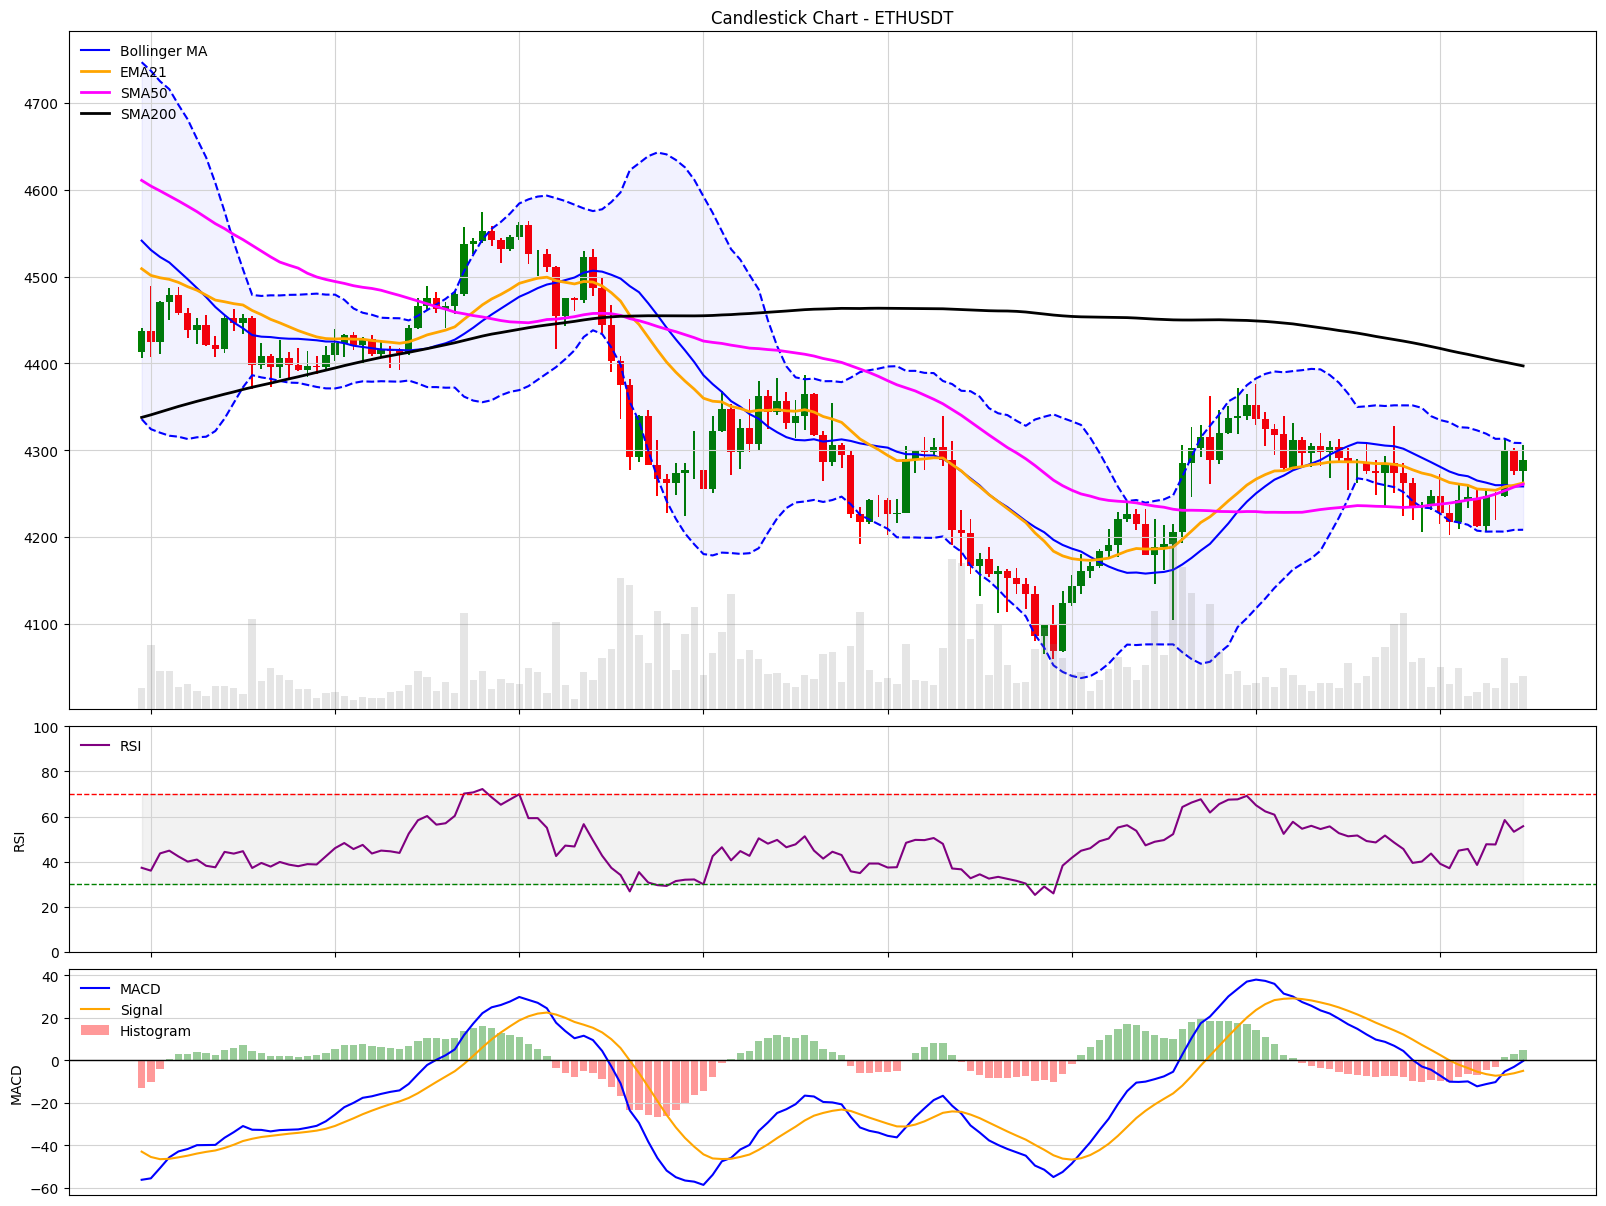 Candlestick Chart - ETHUSDT
Bollinger MA
EMA21
SMA50
SMA200
4700
4600
4500
4400
4300
4200
4100
100
80
60
40
20
0
RSI
RSI
40
20
0
−20
−40
−60
MACD
MACD
Signal
Histogram